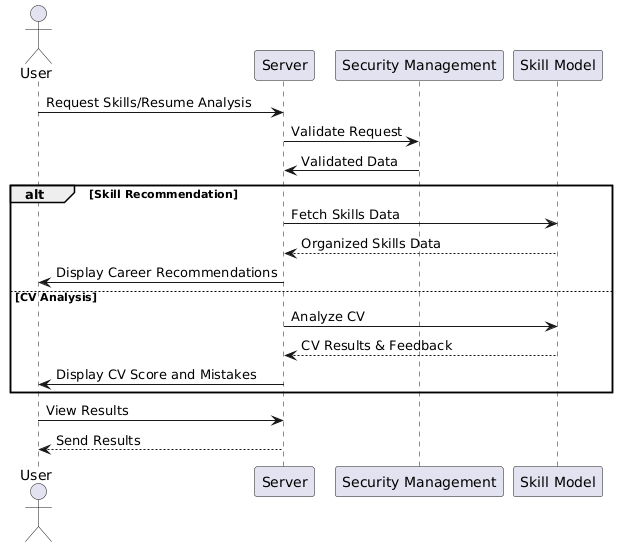 User
Server
Security Management
Skill Model
Request Skills/Resume Analysis
Validate Request
Validated Data
alt
[Skill Recommendation]
Fetch Skills Data
Organized Skills Data
Display Career Recommendations
[CV Analysis]
Analyze CV
CV Results & Feedback
Display CV Score and Mistakes
View Results
Send Results
User
Server
Security Management
Skill Model